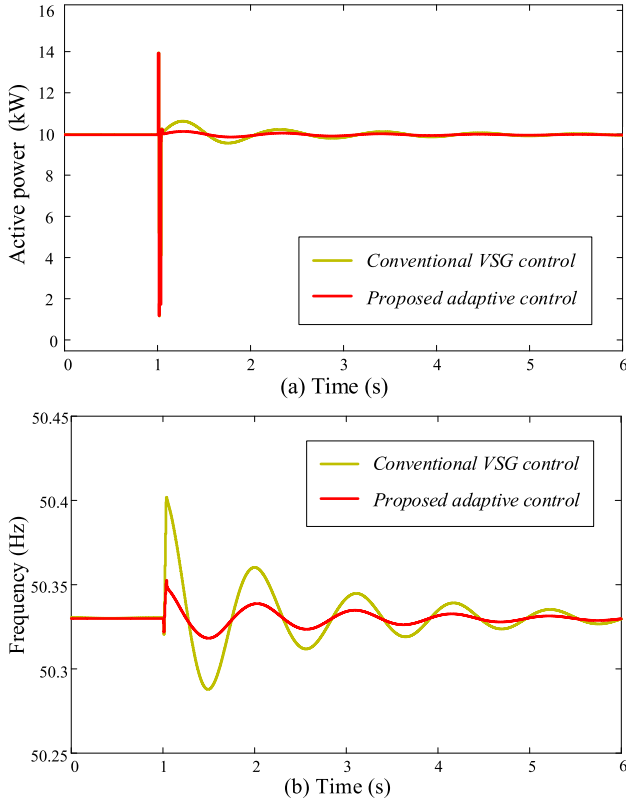 16
14
12
10
8
6
4
2
0
Active power (kW)
Conventional VSG control
Proposed adaptive control
0 1 2 3 4 5 6
(a) Time (s)
50.45
50.4
50.35
50.3
50.25
Frequency (Hz)
Conventional VSG control
Proposed adaptive control
0 1 2 3 4 5 6
(b) Time (s)